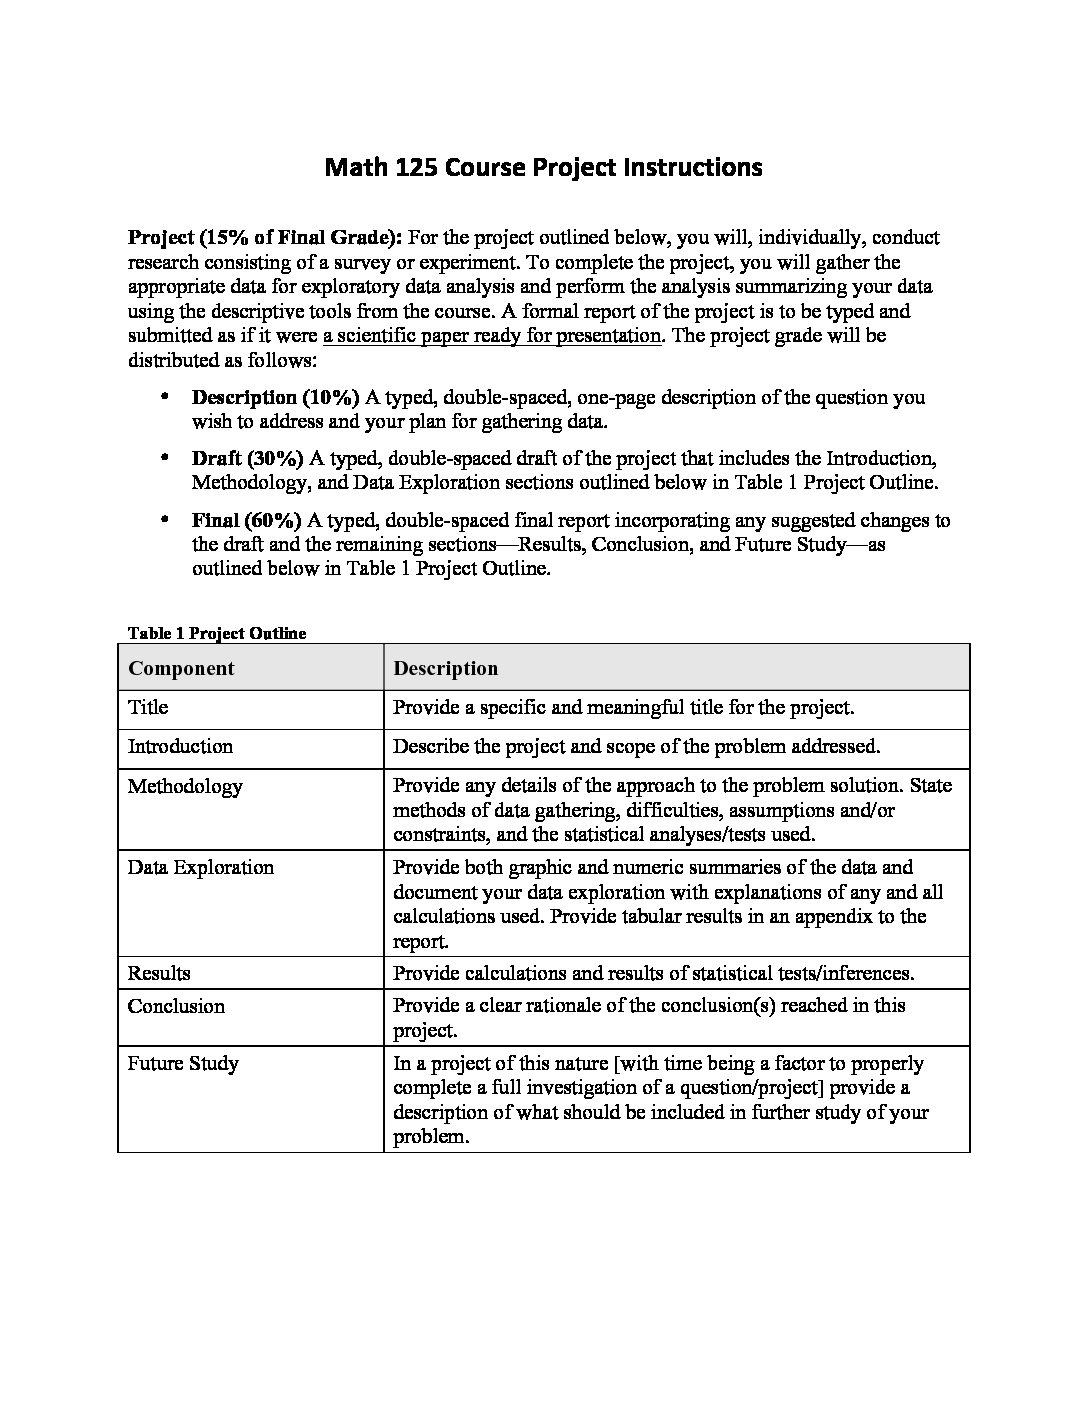 Math 125 Course Project Instructions
Project (15% of Final Grade): For the project outlined below, you will, individually, conduct
research consisting of a survey or experiment. To complete the project, you will gather the
appropriate data for exploratory data analysis and perform the analysis summarizing your data
using the descriptive tools from the course. A formal report of the project is to be typed and
submitted as if it were a scientific paper ready for presentation. The project grade will be
distributed as follows:
• Description (10%) A typed, double-spaced, one-page description of the question you
wish to address and your plan for gathering data.
• Draft (30%) A typed, double-spaced draft of the project that includes the Introduction,
Methodology, and Data Exploration sections outlined below in Table 1 Project Outline.
• Final (60%) A typed, double-spaced final report incorporating any suggested changes to
the draft and the remaining sections—Results, Conclusion, and Future Study—as
outlined below in Table 1 Project Outline.
Table 1 Project Outline
Component Description
Title Provide a specific and meaningful title for the project.
Introduction Describe the project and scope of the problem addressed.
Methodology Provide any details of the approach to the problem solution. State
methods of data gathering, difficulties, assumptions and/or
constraints, and the statistical analyses/tests used.
Data Exploration Provide both graphic and numeric summaries of the data and
document your data exploration with explanations of any and all
calculations used. Provide tabular results in an appendix to the
report.
Results Provide calculations and results of statistical tests/inferences.
Conclusion Provide a clear rationale of the conclusion(s) reached in this
project.
Future Study In a project of this nature [with time being a factor to properly
complete a full investigation of a question/project] provide a
description of what should be included in further study of your
problem.